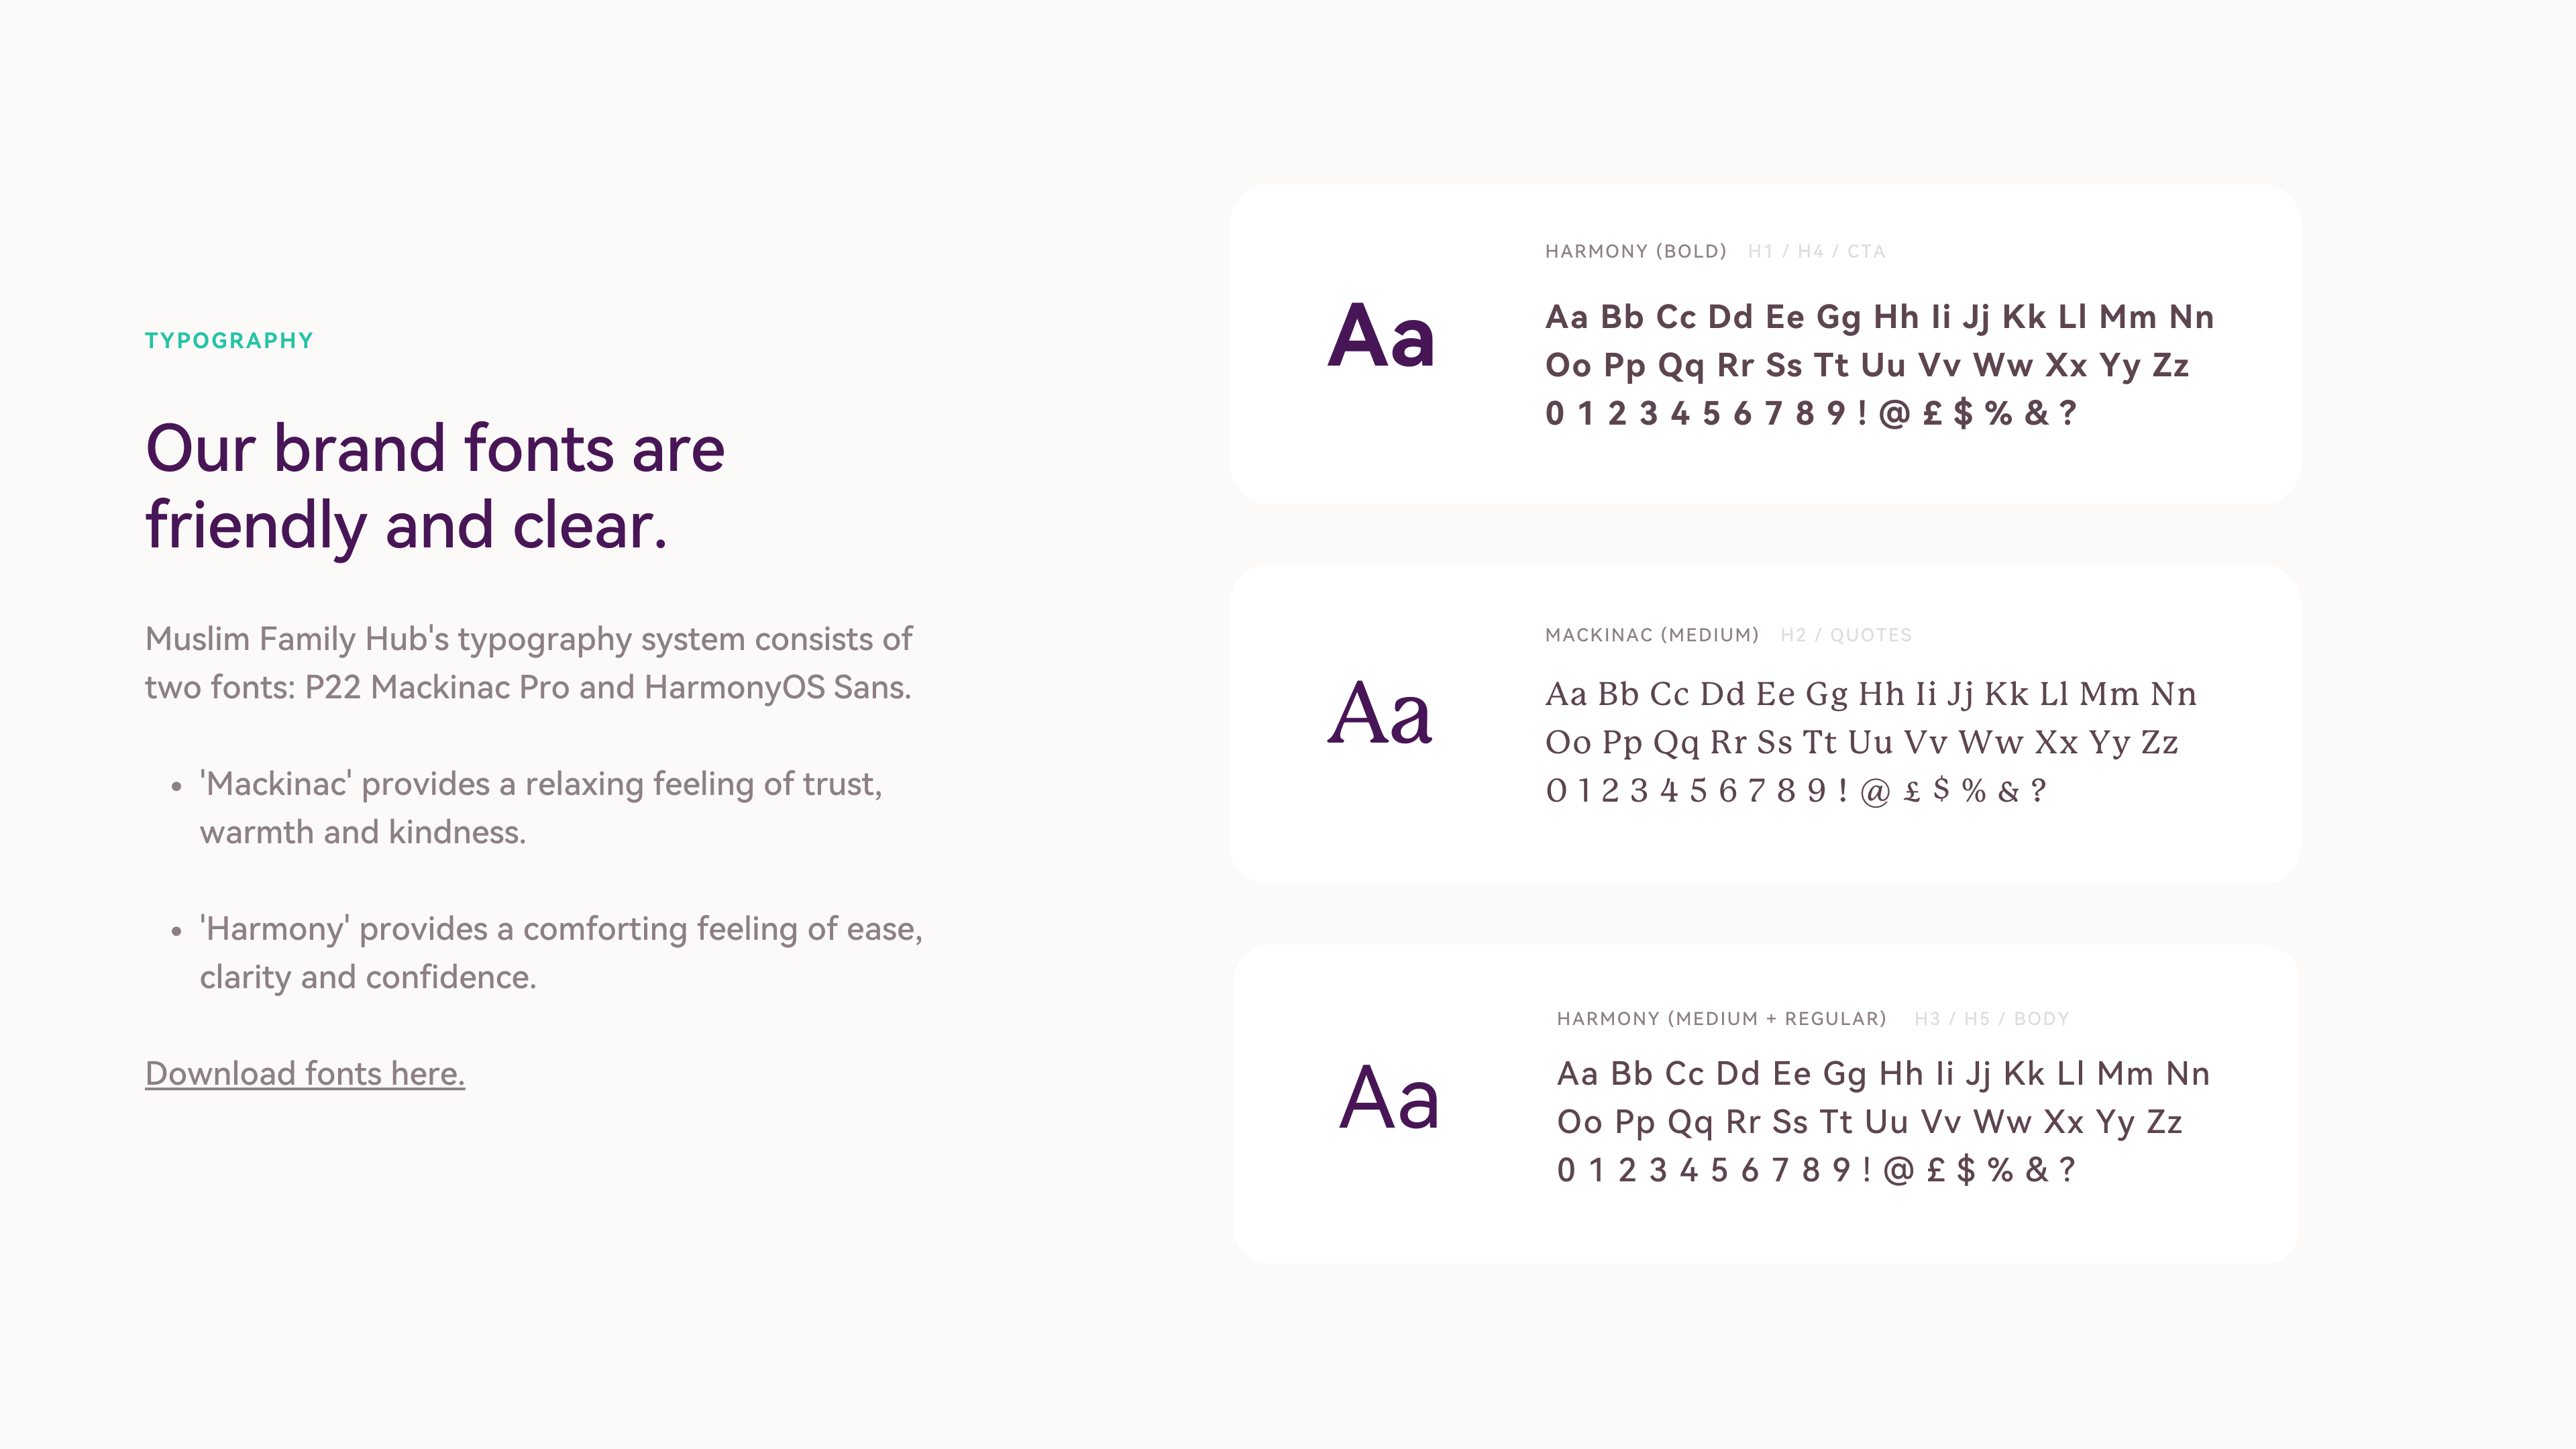 TYPOGRAPHY
Our brand fonts are
friendly and clear.
Muslim Family Hub's typography system consists of
two fonts: P22 Mackinac Pro and HarmonyOS Sans.
• 'Mackinac' provides a relaxing feeling of trust,
warmth and kindness.
• 'Harmony' provides a comforting feeling of ease,
clarity and confidence.
Download fonts here.
HARMONY (BOLD) H1 / H4 / CTA
Aa
Aa Bb Cc Dd Ee Gg Hh Ii Jj Kk Ll Mm Nn
Oo Pp Qq Rr Ss Tt Uu Vv Ww Xx Yy Zz
0 1 2 3 4 5 6 7 8 9 ! @ £ $ % & ?
MACKINAC (MEDIUM) H2 / QUOTES
Aa
Aa Bb Cc Dd Ee Gg Hh Ii Jj Kk Ll Mm Nn
Oo Pp Qq Rr Ss Tt Uu Vv Ww Xx Yy Zz
0 1 2 3 4 5 6 7 8 9 ! @ £ $ % & ?
HARMONY (MEDIUM + REGULAR) H3 / H5 / BODY
Aa
Aa Bb Cc Dd Ee Gg Hh Ii Jj Kk Ll Mm Nn
Oo Pp Qq Rr Ss Tt Uu Vv Ww Xx Yy Zz
0 1 2 3 4 5 6 7 8 9 ! @ £ $ % & ?